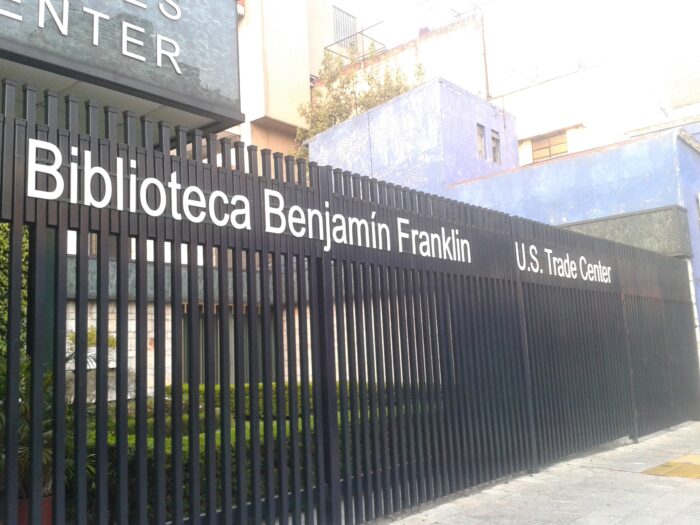 CENTER
Biblioteca Benjamín Franklin
U.S. Trade Center